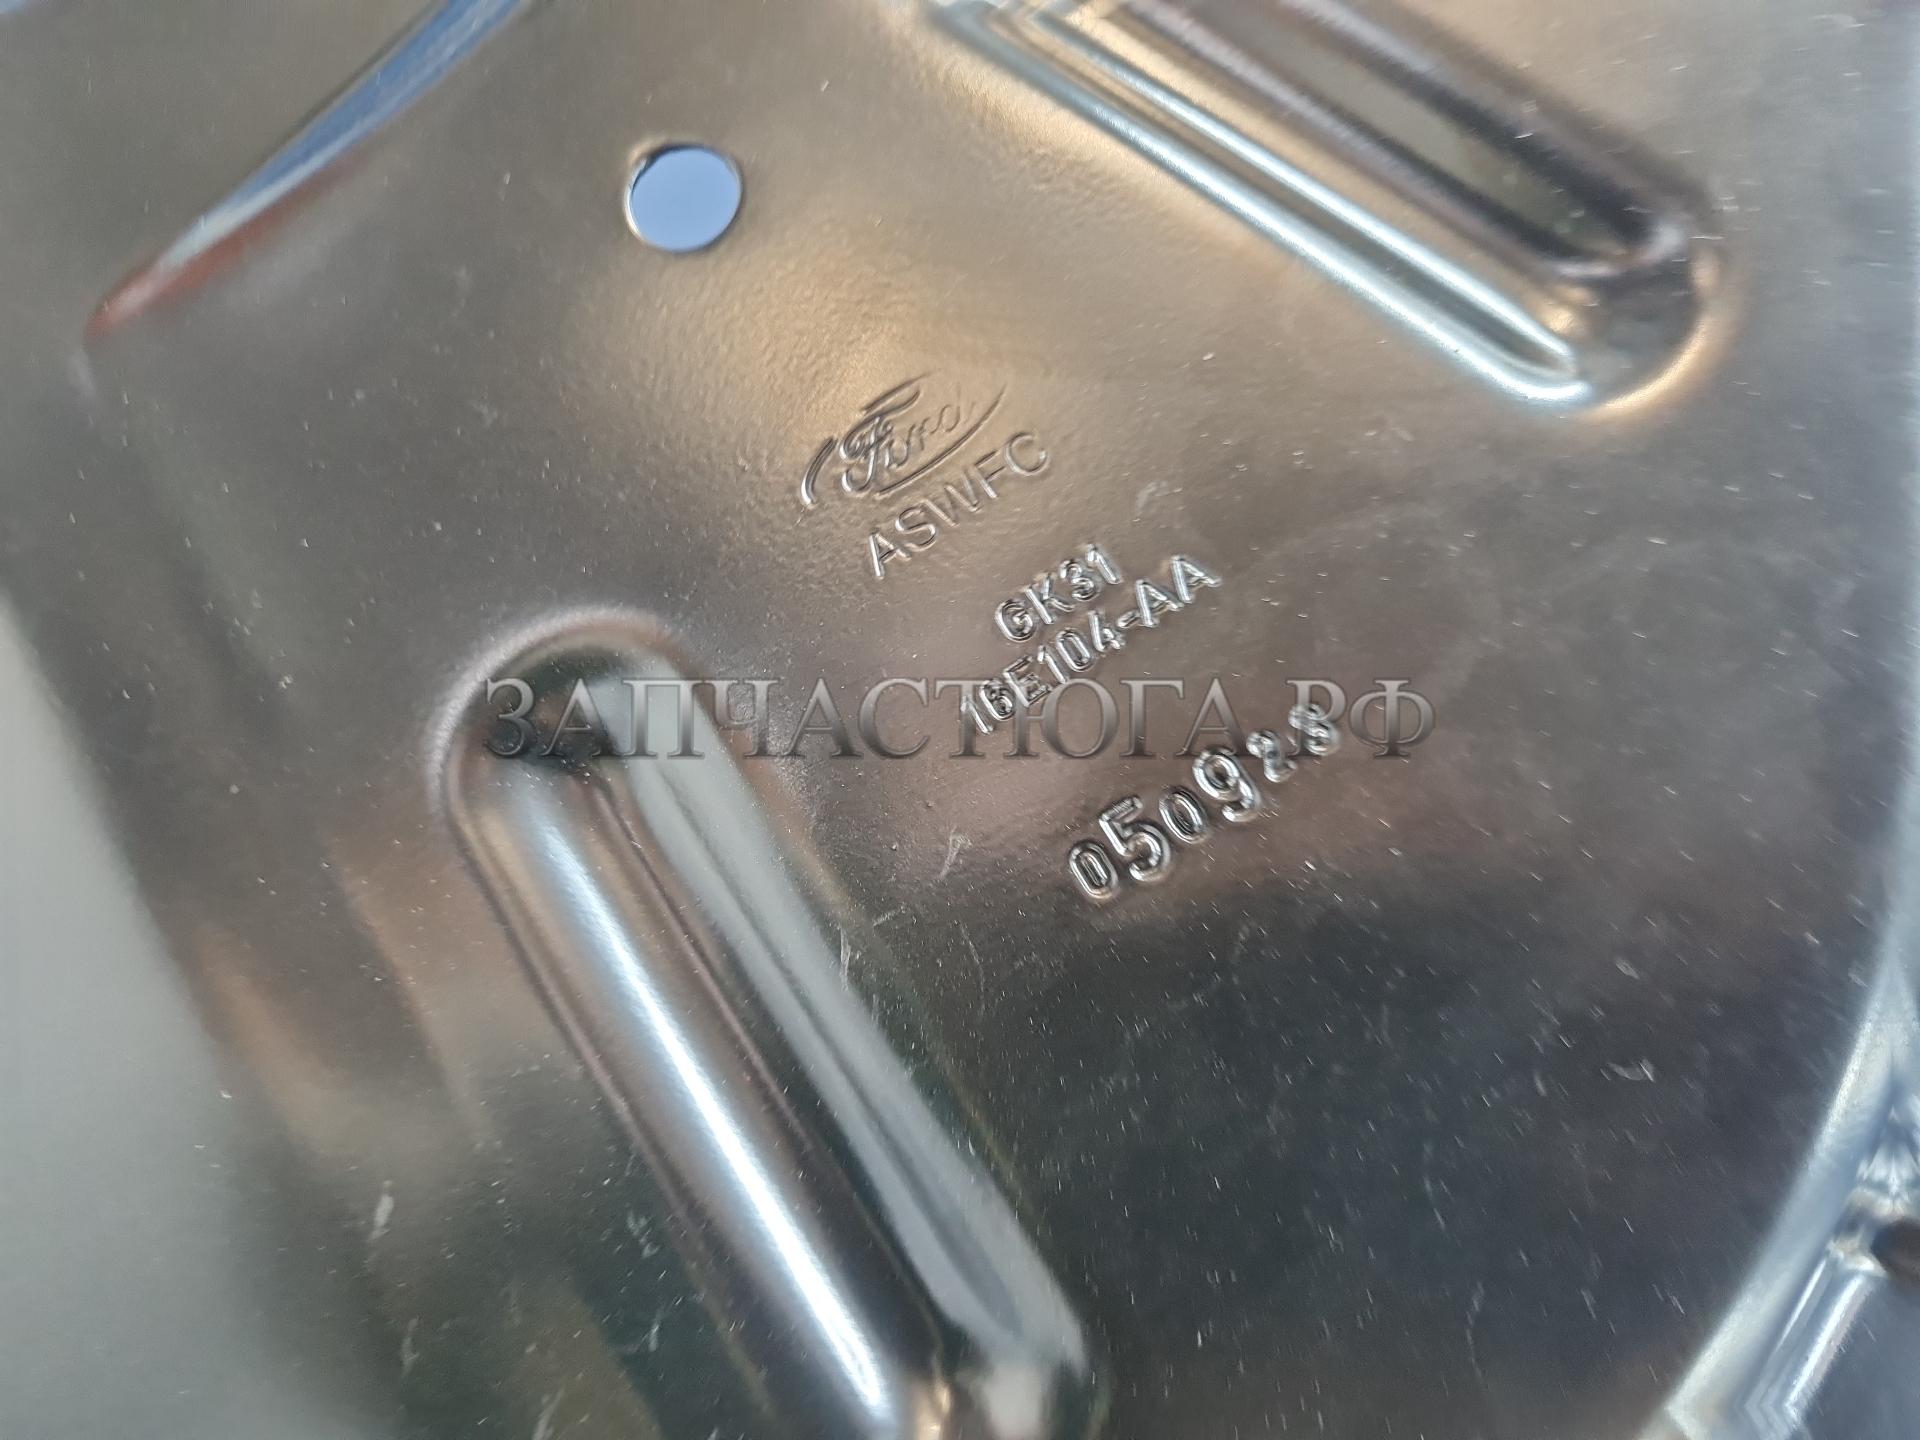 Ford
ASWFC
GK31
16E104-AA
ЗАПЧАСТЮГА.РФ
050928